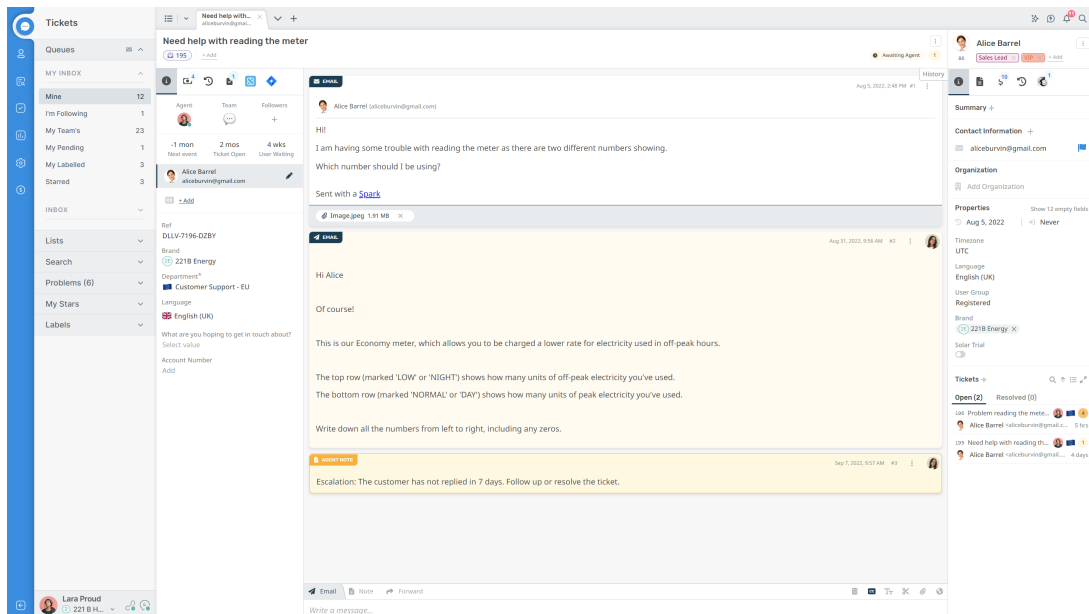 Tickets
Need help with...
aliceburvin@gmai...
11
Queues
MY INBOX
Mine 12
I'm Following 1
My Team's 23
My Pending 1
My Labelled 3
Starred 3
INBOX
Lists
Search
Problems (6)
My Stars
Labels
Lara Proud
221 B H...
Need help with reading the meter
195
+ Add
Awaiting Agent 1
History
4
1
Agent Team Followers
-1 mon 2 mos 4 wks
Next event Ticket Open User Waiting
Alice Barrel
aliceburvin@gmail.com
+ Add
Ref
DLLV-7196-DZBY
Brand
2E 221B Energy
Department*
Customer Support - EU
Language
English (UK)
What are you hoping to get in touch about?
Select value
Account Number
Add
EMAIL
Aug 5, 2022, 2:48 PM #1
Alice Barrel (aliceburvin@gmail.com)
Hi!
I am having some trouble with reading the meter as there are two different numbers showing.
Which number should I be using?
Sent with a Spark
Image.jpeg 1.91 MB
EMAIL
Aug 31, 2022, 9:56 AM #2
Hi Alice
Of course!
This is our Economy meter, which allows you to be charged a lower rate for electricity used in off-peak hours.
The top row (marked 'LOW' or 'NIGHT') shows how many units of off-peak electricity you've used.
The bottom row (marked 'NORMAL' or 'DAY') shows how many units of peak electricity you've used.
Write down all the numbers from left to right, including any zeros.
AGENT NOTE
Sep 7, 2022, 9:57 AM #3
Escalation: The customer has not replied in 7 days. Follow up or resolve the ticket.
Email Note Forward
Write a message...
Alice Barrel
86
Sales Lead
VIP
+ Add
10
1
Summary +
Contact Information +
aliceburvin@gmail.com
Organization
Add Organization
Properties Show 12 empty fields
Aug 5, 2022 Never
Timezone
UTC
Language
English (UK)
User Group
Registered
Brand
2E 221B Energy
Solar Trial
Tickets +
Open (2) Resolved (0)
196 Problem reading the mete... 4
Alice Barrel <aliceburvin@gmail.c... 5 hrs
195 Need help with reading th... 1
Alice Barrel <aliceburvin@gmail.... 4 days